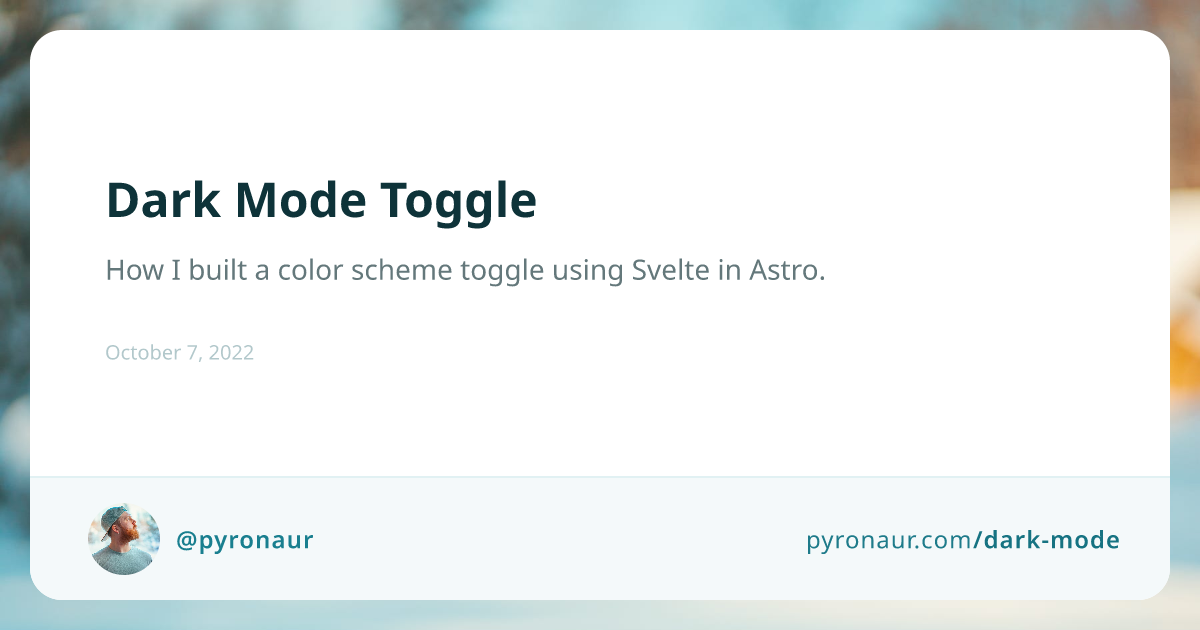 Dark Mode Toggle
How I built a color scheme toggle using Svelte in Astro.
October 7, 2022
@pyronaur
pyronaur.com/dark-mode